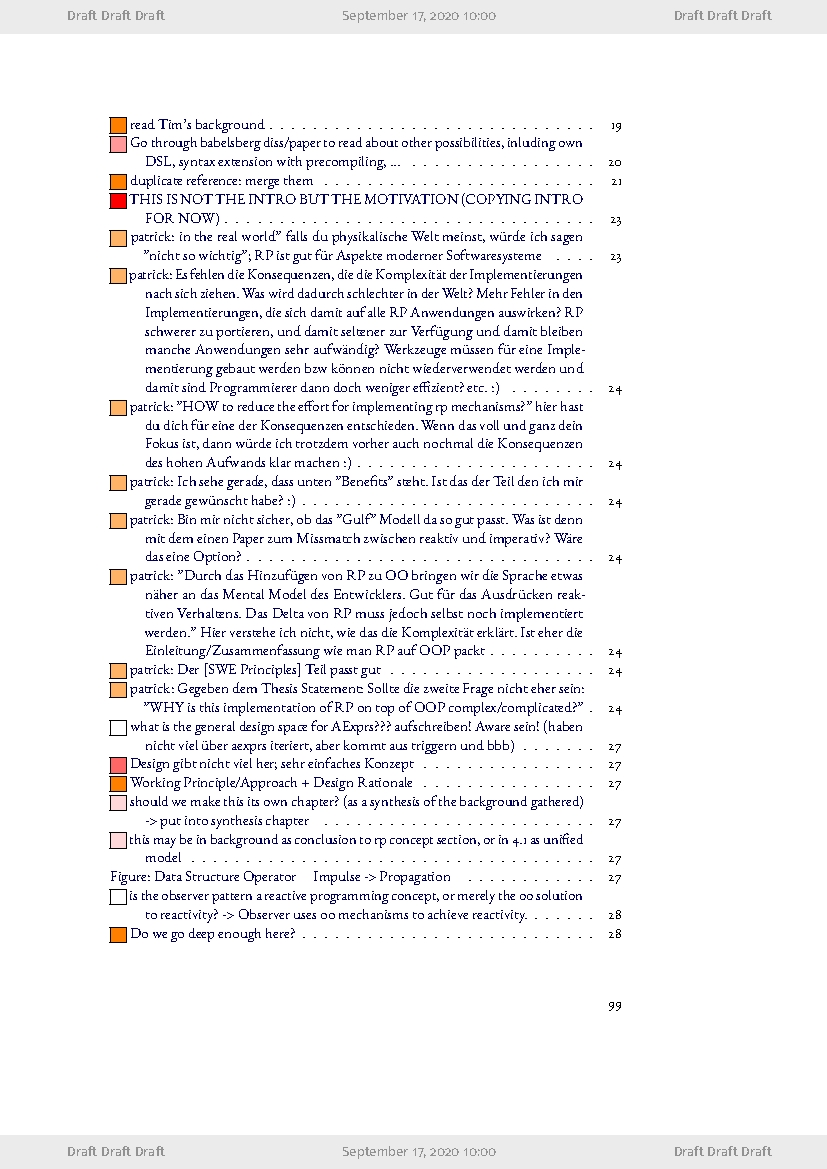 Draft Draft Draft September 17, 2020 10:00 Draft Draft Draft
read Tim's background . . . . . . . . . . . . . . . . . . . . . . . . . . . . . . 19
Go through babelsberg diss/paper to read about other possibilities, inluding own
DSL, syntax extension with precompiling, ... . . . . . . . . . . . . . . . . . . 20
duplicate reference: merge them . . . . . . . . . . . . . . . . . . . . . . . . . 21
THIS IS NOT THE INTRO BUT THE MOTIVATION (COPYING INTRO
FOR NOW) . . . . . . . . . . . . . . . . . . . . . . . . . . . . . . . . . . 23
patrick: in the real world" falls du physikalische Welt meinst, würde ich sagen
"nicht so wichtig"; RP ist gut für Aspekte moderner Softwaresysteme . . . . 23
patrick: Es fehlen die Konsequenzen, die die Komplexität der Implementierungen
nach sich ziehen. Was wird dadurch schlechter in der Welt? Mehr Fehler in den
Implementierungen, die sich damit auf alle RP Anwendungen auswirken? RP
schwerer zu portieren, und damit seltener zur Verfügung und damit bleiben
manche Anwendungen sehr aufwändig? Werkzeuge müssen für eine Imple-
mentierung gebaut werden bzw können nicht wiederverwendet werden und
damit sind Programmierer dann doch weniger effizient? etc. :) . . . . . . . . 24
patrick: "HOW to reduce the effort for implementing rp mechanisms?" hier hast
du dich für eine der Konsequenzen entschieden. Wenn das voll und ganz dein
Fokus ist, dann würde ich trotzdem vorher auch nochmal die Konsequenzen
des hohen Aufwands klar machen :) . . . . . . . . . . . . . . . . . . . . . . 24
patrick: Ich sehe gerade, dass unten "Benefits" steht. Ist das der Teil den ich mir
gerade gewünscht habe? :) . . . . . . . . . . . . . . . . . . . . . . . . . . . 24
patrick: Bin mir nicht sicher, ob das "Gulf" Modell da so gut passt. Was ist denn
mit dem einen Paper zum Missmatch zwischen reaktiv und imperativ? Wäre
das eine Option? . . . . . . . . . . . . . . . . . . . . . . . . . . . . . . . . 24
patrick: "Durch das Hinzufügen von RP zu OO bringen wir die Sprache etwas
näher an das Mental Model des Entwicklers. Gut für das Ausdrücken reak-
tiven Verhaltens. Das Delta von RP muss jedoch selbst noch implementiert
werden." Hier verstehe ich nicht, wie das die Komplexität erklärt. Ist eher die
Einleitung/Zusammenfassung wie man RP auf OOP packt . . . . . . . . . . 24
patrick: Der [SWE Principles] Teil passt gut . . . . . . . . . . . . . . . . . . . 24
patrick: Gegeben dem Thesis Statement: Sollte die zweite Frage nicht eher sein:
"WHY is this implementation of RP on top of OOP complex/complicated?" . 24
what is the general design space for AExprs??? aufschreiben! Aware sein! (haben
nicht viel über aexprs iteriert, aber kommt aus triggern und bbb) . . . . . . . 27
Design gibt nicht viel her; sehr einfaches Konzept . . . . . . . . . . . . . . . . 27
Working Principle/Approach + Design Rationale . . . . . . . . . . . . . . . . 27
should we make this its own chapter? (as a synthesis of the background gathered)
-> put into synthesis chapter . . . . . . . . . . . . . . . . . . . . . . . . . 27
this may be in background as conclusion to rp concept section, or in 4.1 as unified
model . . . . . . . . . . . . . . . . . . . . . . . . . . . . . . . . . . . . . 27
Figure: Data Structure Operator Impulse -> Propagation . . . . . . . . . . . . 27
is the observer pattern a reactive programming concept, or merely the oo solution
to reactivity? -> Observer uses oo mechanisms to achieve reactivity. . . . . . . 28
Do we go deep enough here? . . . . . . . . . . . . . . . . . . . . . . . . . . . 28
99
Draft Draft Draft September 17, 2020 10:00 Draft Draft Draft